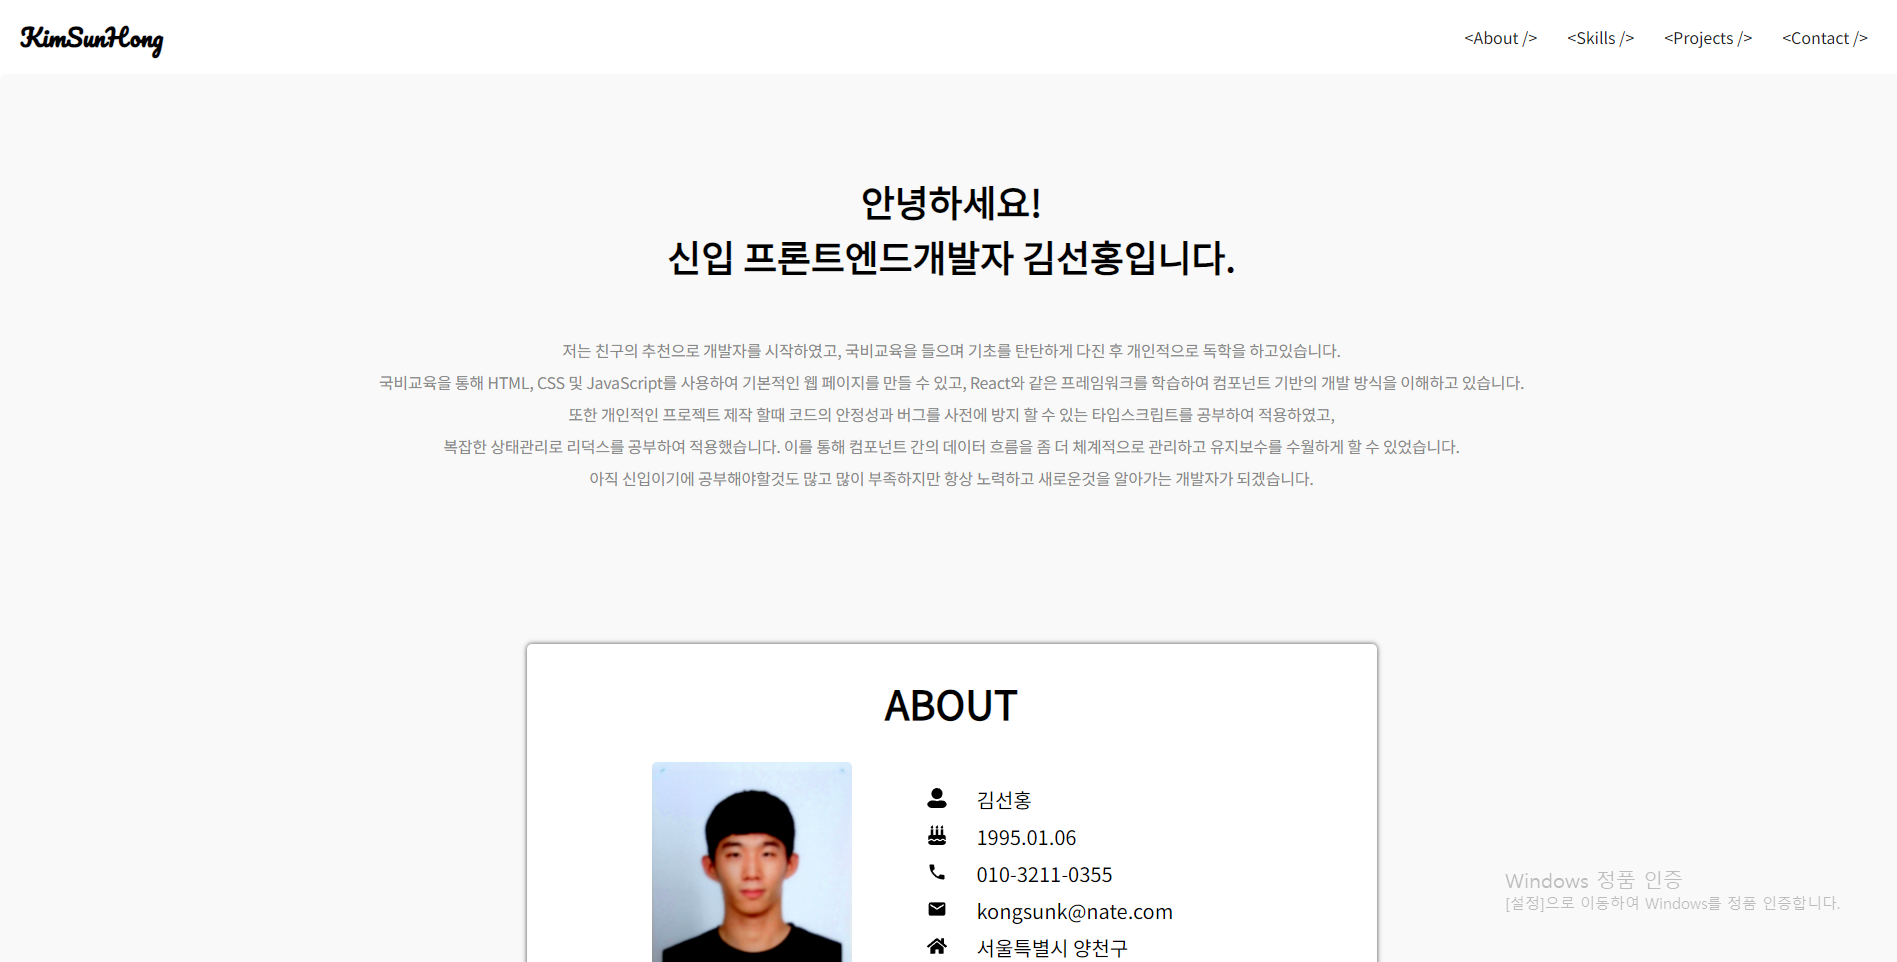 KimSunHong
<About />
<Skills />
<Projects />
<Contact />
안녕하세요!
신입 프론트엔드개발자 김선홍입니다.
저는 친구의 추천으로 개발자를 시작하였고, 국비교육을 들으며 기초를 탄탄하게 다진 후 개인적으로 독학을 하고있습니다.
국비교육을 통해 HTML, CSS 및 JavaScript를 사용하여 기본적인 웹 페이지를 만들 수 있고, React와 같은 프레임워크를 학습하여 컴포넌트 기반의 개발 방식을 이해하고 있습니다.
또한 개인적인 프로젝트 제작 할때 코드의 안정성과 버그를 사전에 방지 할 수 있는 타입스크립트를 공부하여 적용하였고,
복잡한 상태관리로 리덕스를 공부하여 적용했습니다. 이를 통해 컴포넌트 간의 데이터 흐름을 좀 더 체계적으로 관리하고 유지보수를 수월하게 할 수 있었습니다.
아직 신입이기에 공부해야할것도 많고 많이 부족하지만 항상 노력하고 새로운것을 알아가는 개발자가 되겠습니다.
ABOUT
김선홍
1995.01.06
010-3211-0355
kongsunk@nate.com
서울특별시 양천구
Windows 정품 인증
[설정]으로 이동하여 Windows를 정품 인증합니다.